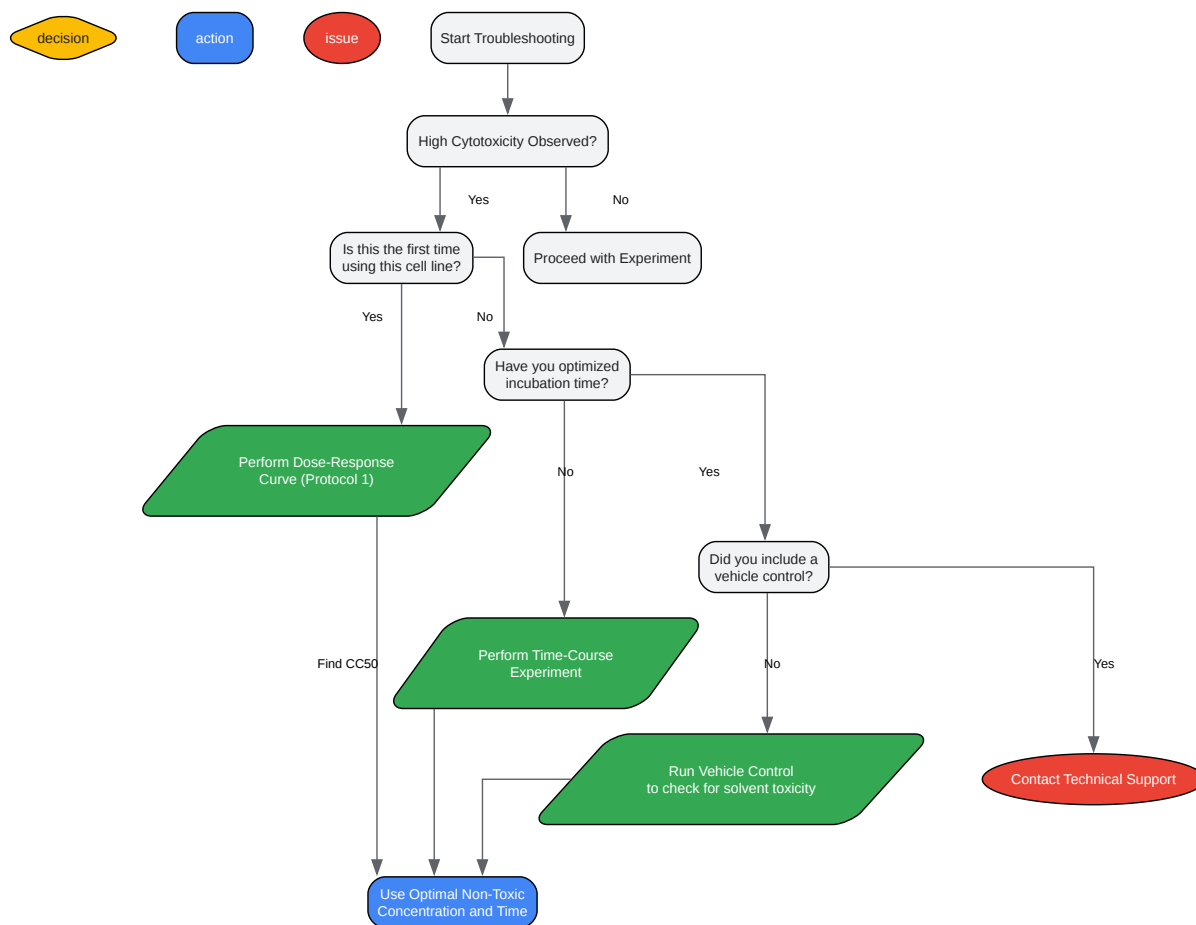 decision
action
issue
Start Troubleshooting
High Cytotoxicity Observed?
Yes
No
Is this the first time
using this cell line?
Proceed with Experiment
Yes
No
Have you optimized
incubation time?
Perform Dose-Response
Curve (Protocol 1)
No
Yes
Did you include a
vehicle control?
Find CC50
Perform Time-Course
Experiment
No
Yes
Run Vehicle Control
to check for solvent toxicity
Contact Technical Support
Use Optimal Non-Toxic
Concentration and Time